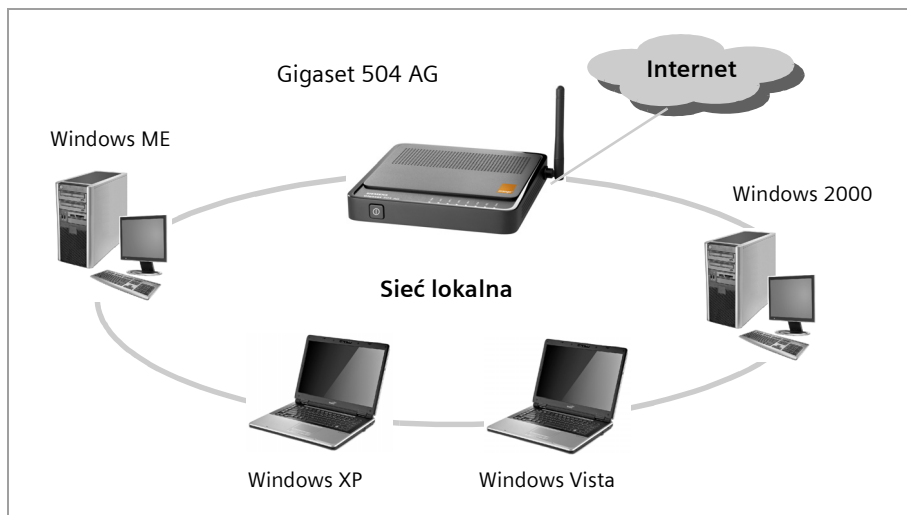 Gigaset 504 AG
Internet
Windows ME
Windows 2000
Sieć lokalna
Windows XP
Windows Vista